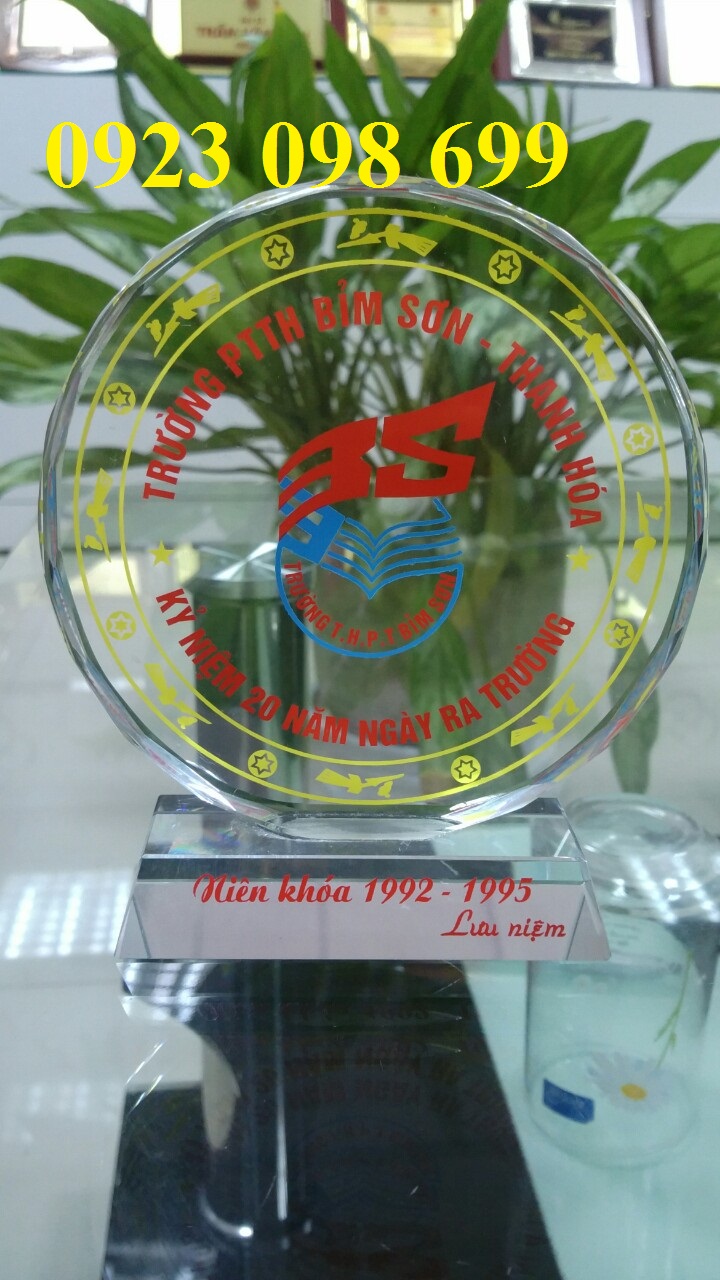 0923 098 699
TRƯỜNG PTTH BỈM SƠN - THANH HÓA
BS
TRƯỜNG T.H.P.T BỈM SƠN
KỶ NIỆM 20 NĂM NGÀY RA TRƯỜNG
Niên khóa 1992 - 1995
Lưu niệm